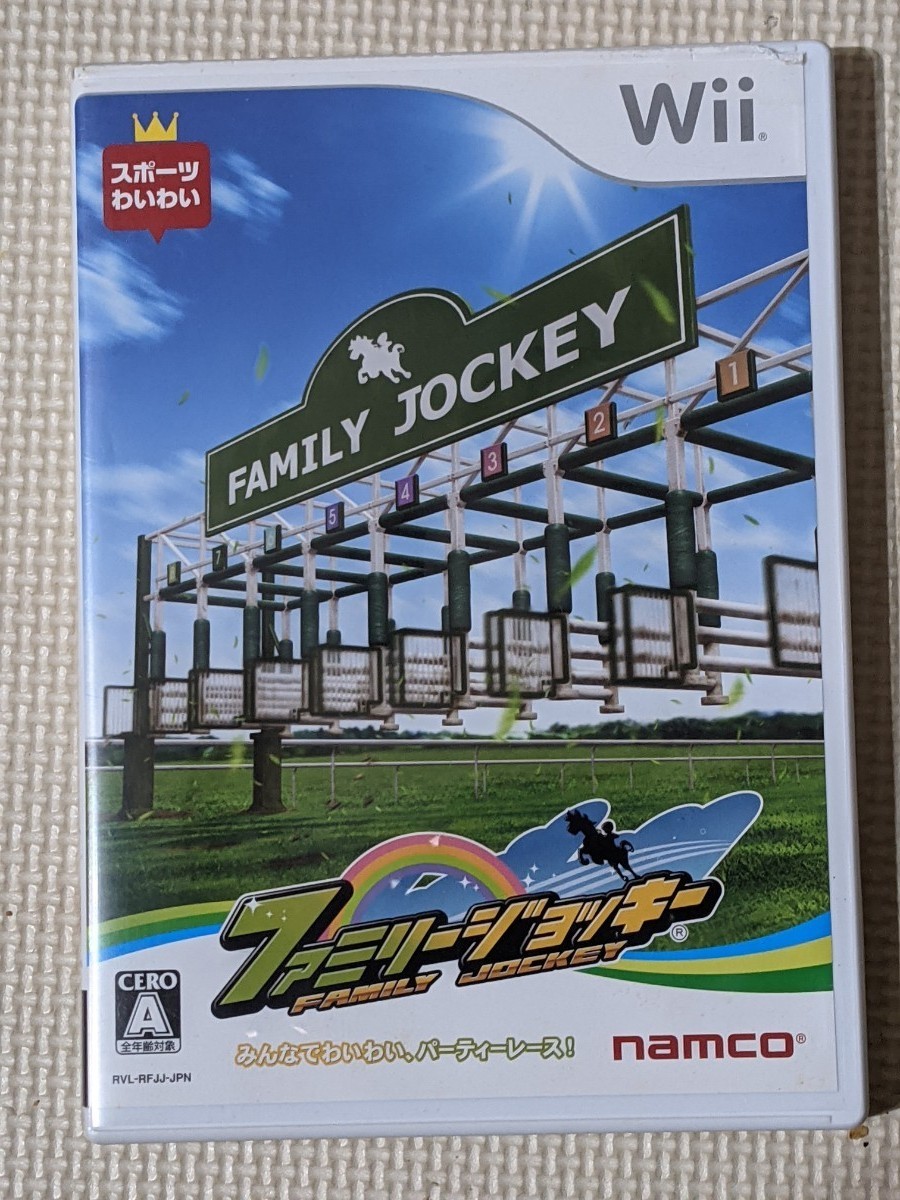 Wii®
スポーツ
わいわい
FAMILY JOCKEY
1
2
3
4
5
7
ファミリージョッキー®
FAMILY JOCKEY
CERO
A
全年齢対象
みんなでわいわい、パーティーレース!
namco®
RVL-RFJJ-JPN